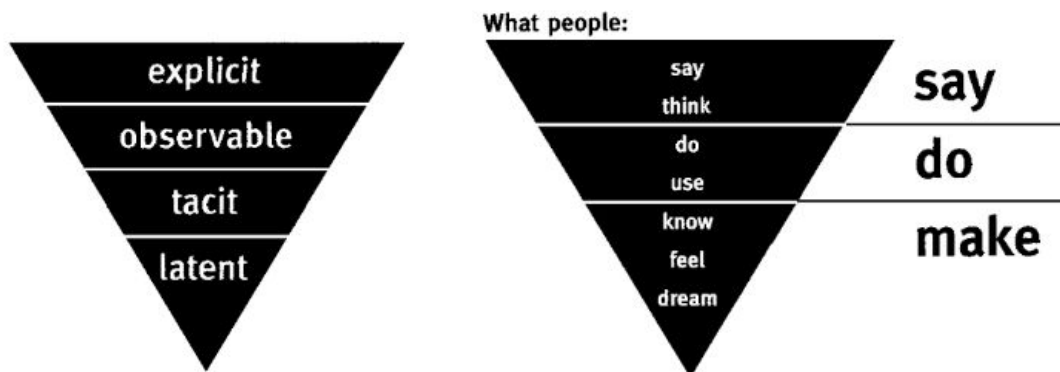 explicit
observable
tacit
latent
What people:
say
think
do
use
know
feel
dream
say
do
make